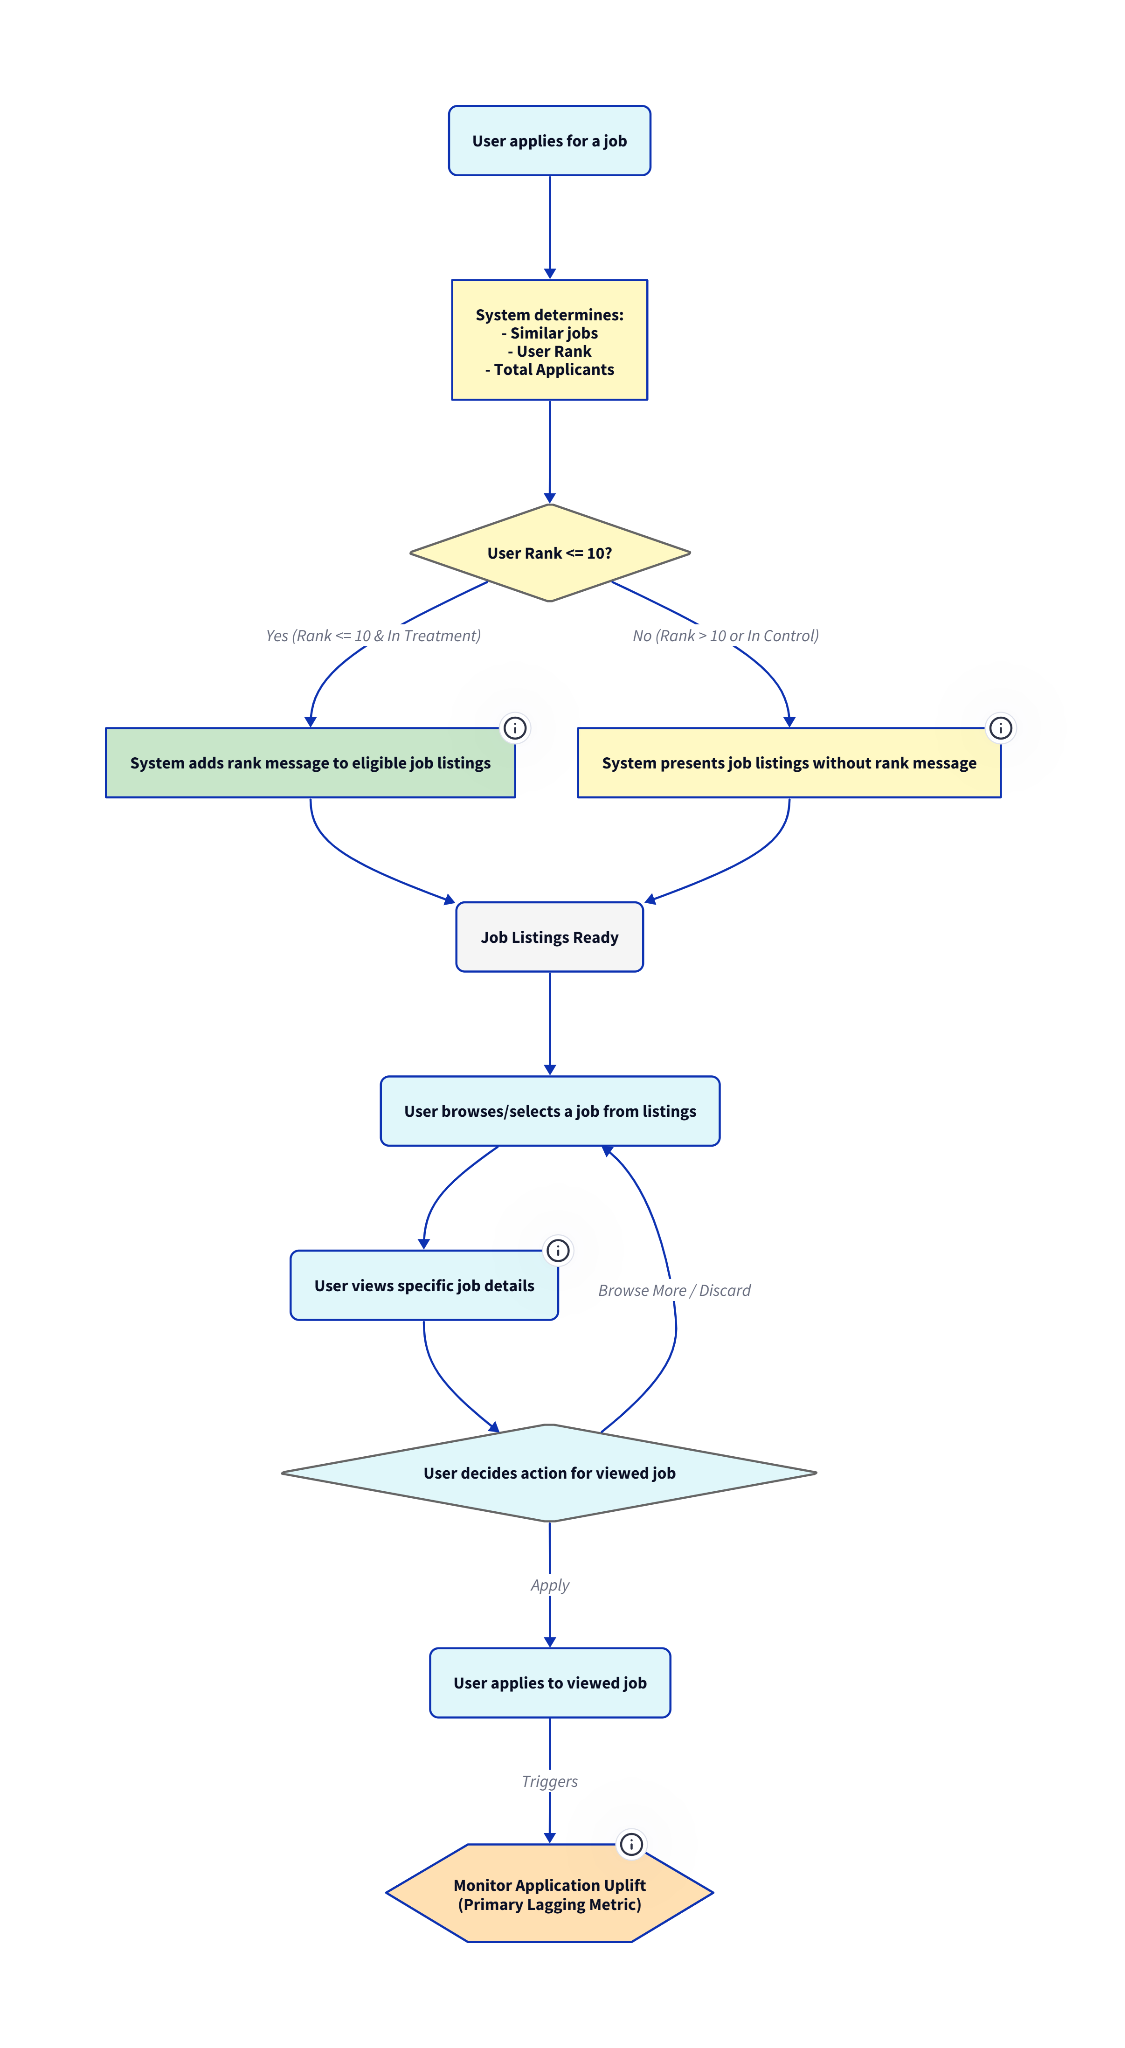 User applies for a job
System determines:
- Similar jobs
- User Rank
- Total Applicants
User Rank <= 10?
Yes (Rank <= 10 & In Treatment)
No (Rank > 10 or In Control)
System adds rank message to eligible job listings
System presents job listings without rank message
Job Listings Ready
User browses/selects a job from listings
User views specific job details
Browse More / Discard
User decides action for viewed job
Apply
User applies to viewed job
Triggers
Monitor Application Uplift
(Primary Lagging Metric)